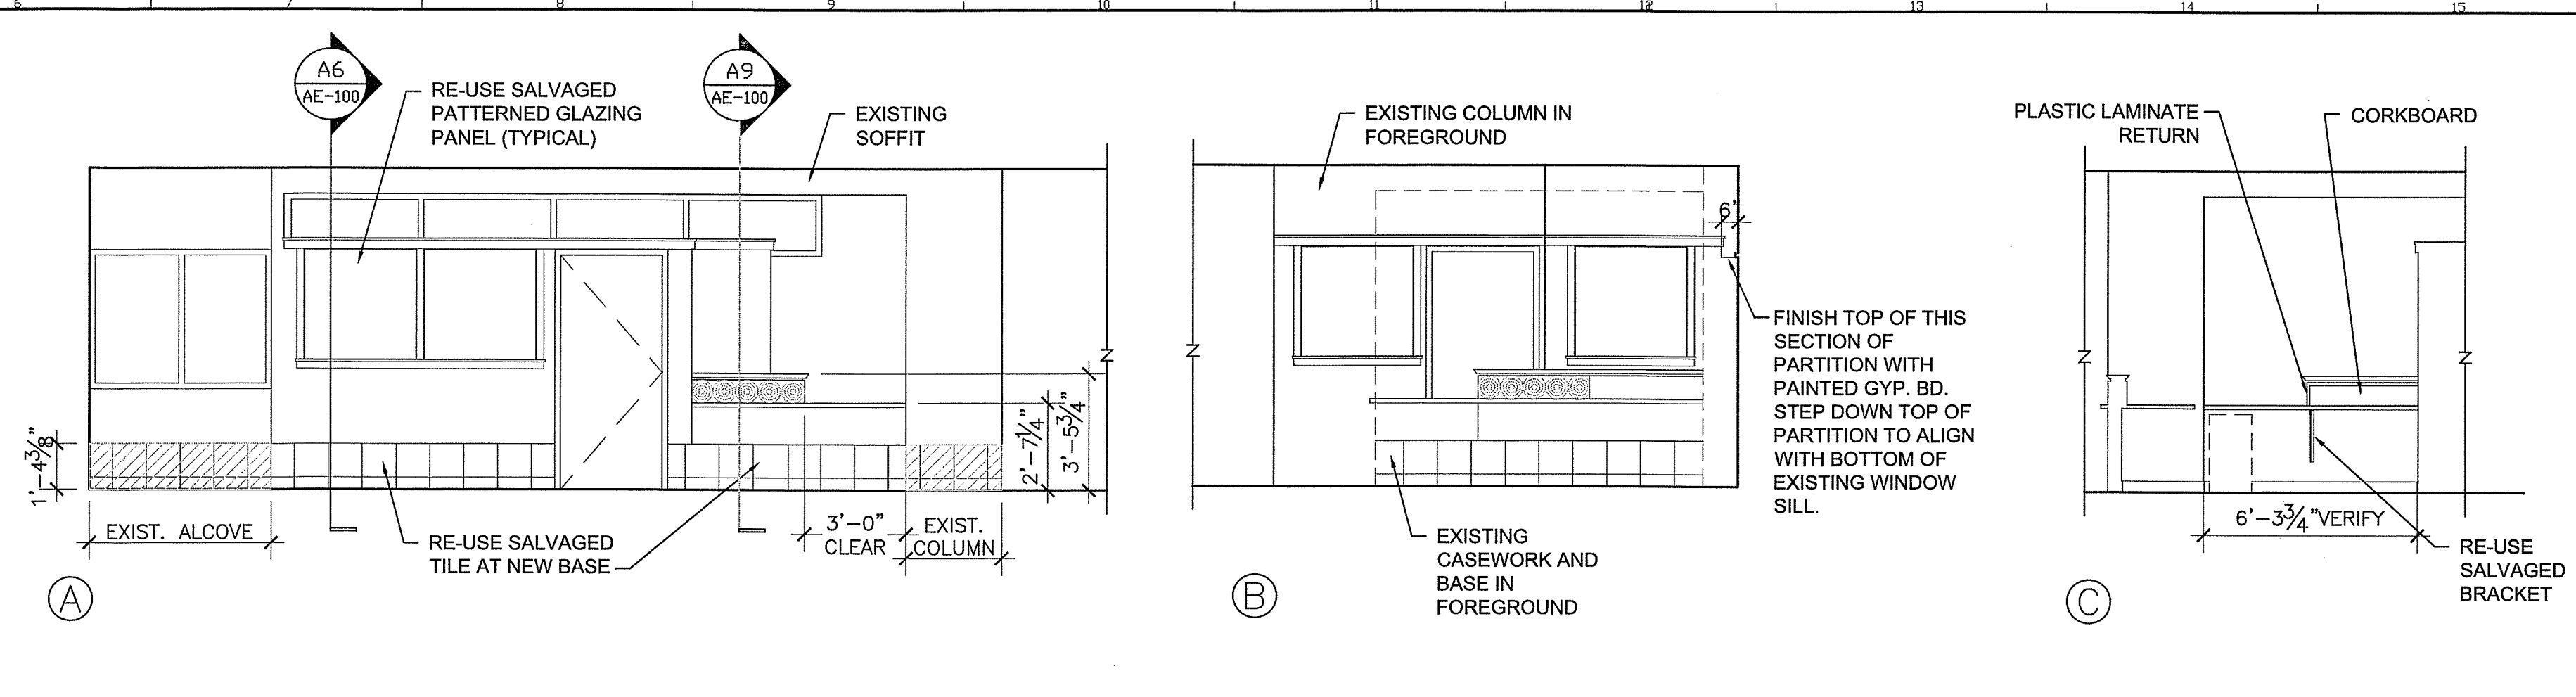 6 7 8 9 10 11 12 13 14 15
A6
AE-100
A9
AE-100
RE-USE SALVAGED
PATTERNED GLAZING
PANEL (TYPICAL)
EXISTING
SOFFIT
1'-4 3/8"
2'-7 1/4"
3'-5 3/4"
EXIST. ALCOVE
RE-USE SALVAGED
TILE AT NEW BASE
3'-0"
CLEAR
EXIST.
COLUMN
A
EXISTING COLUMN IN
FOREGROUND
6"
FINISH TOP OF THIS
SECTION OF
PARTITION WITH
PAINTED GYP. BD.
STEP DOWN TOP OF
PARTITION TO ALIGN
WITH BOTTOM OF
EXISTING WINDOW
SILL.
EXISTING
CASEWORK AND
BASE IN
FOREGROUND
B
PLASTIC LAMINATE
RETURN
CORKBOARD
6'-3 3/4" VERIFY
RE-USE
SALVAGED
BRACKET
C